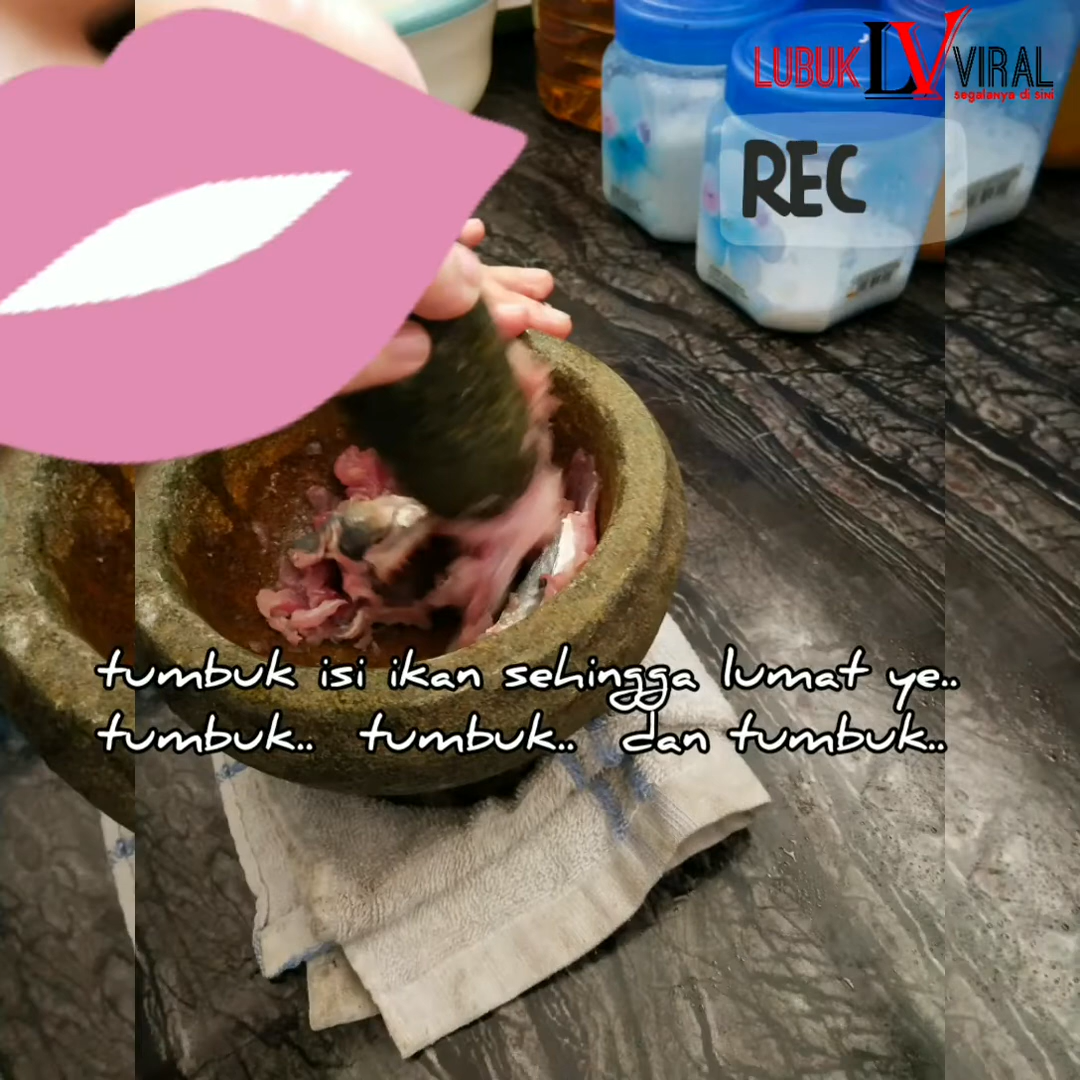 LUBUK LV VIRAL
segalanya di sini
REC
tumbuk isi ikan sehingga lumat ye..
tumbuk.. tumbuk.. dan tumbuk..